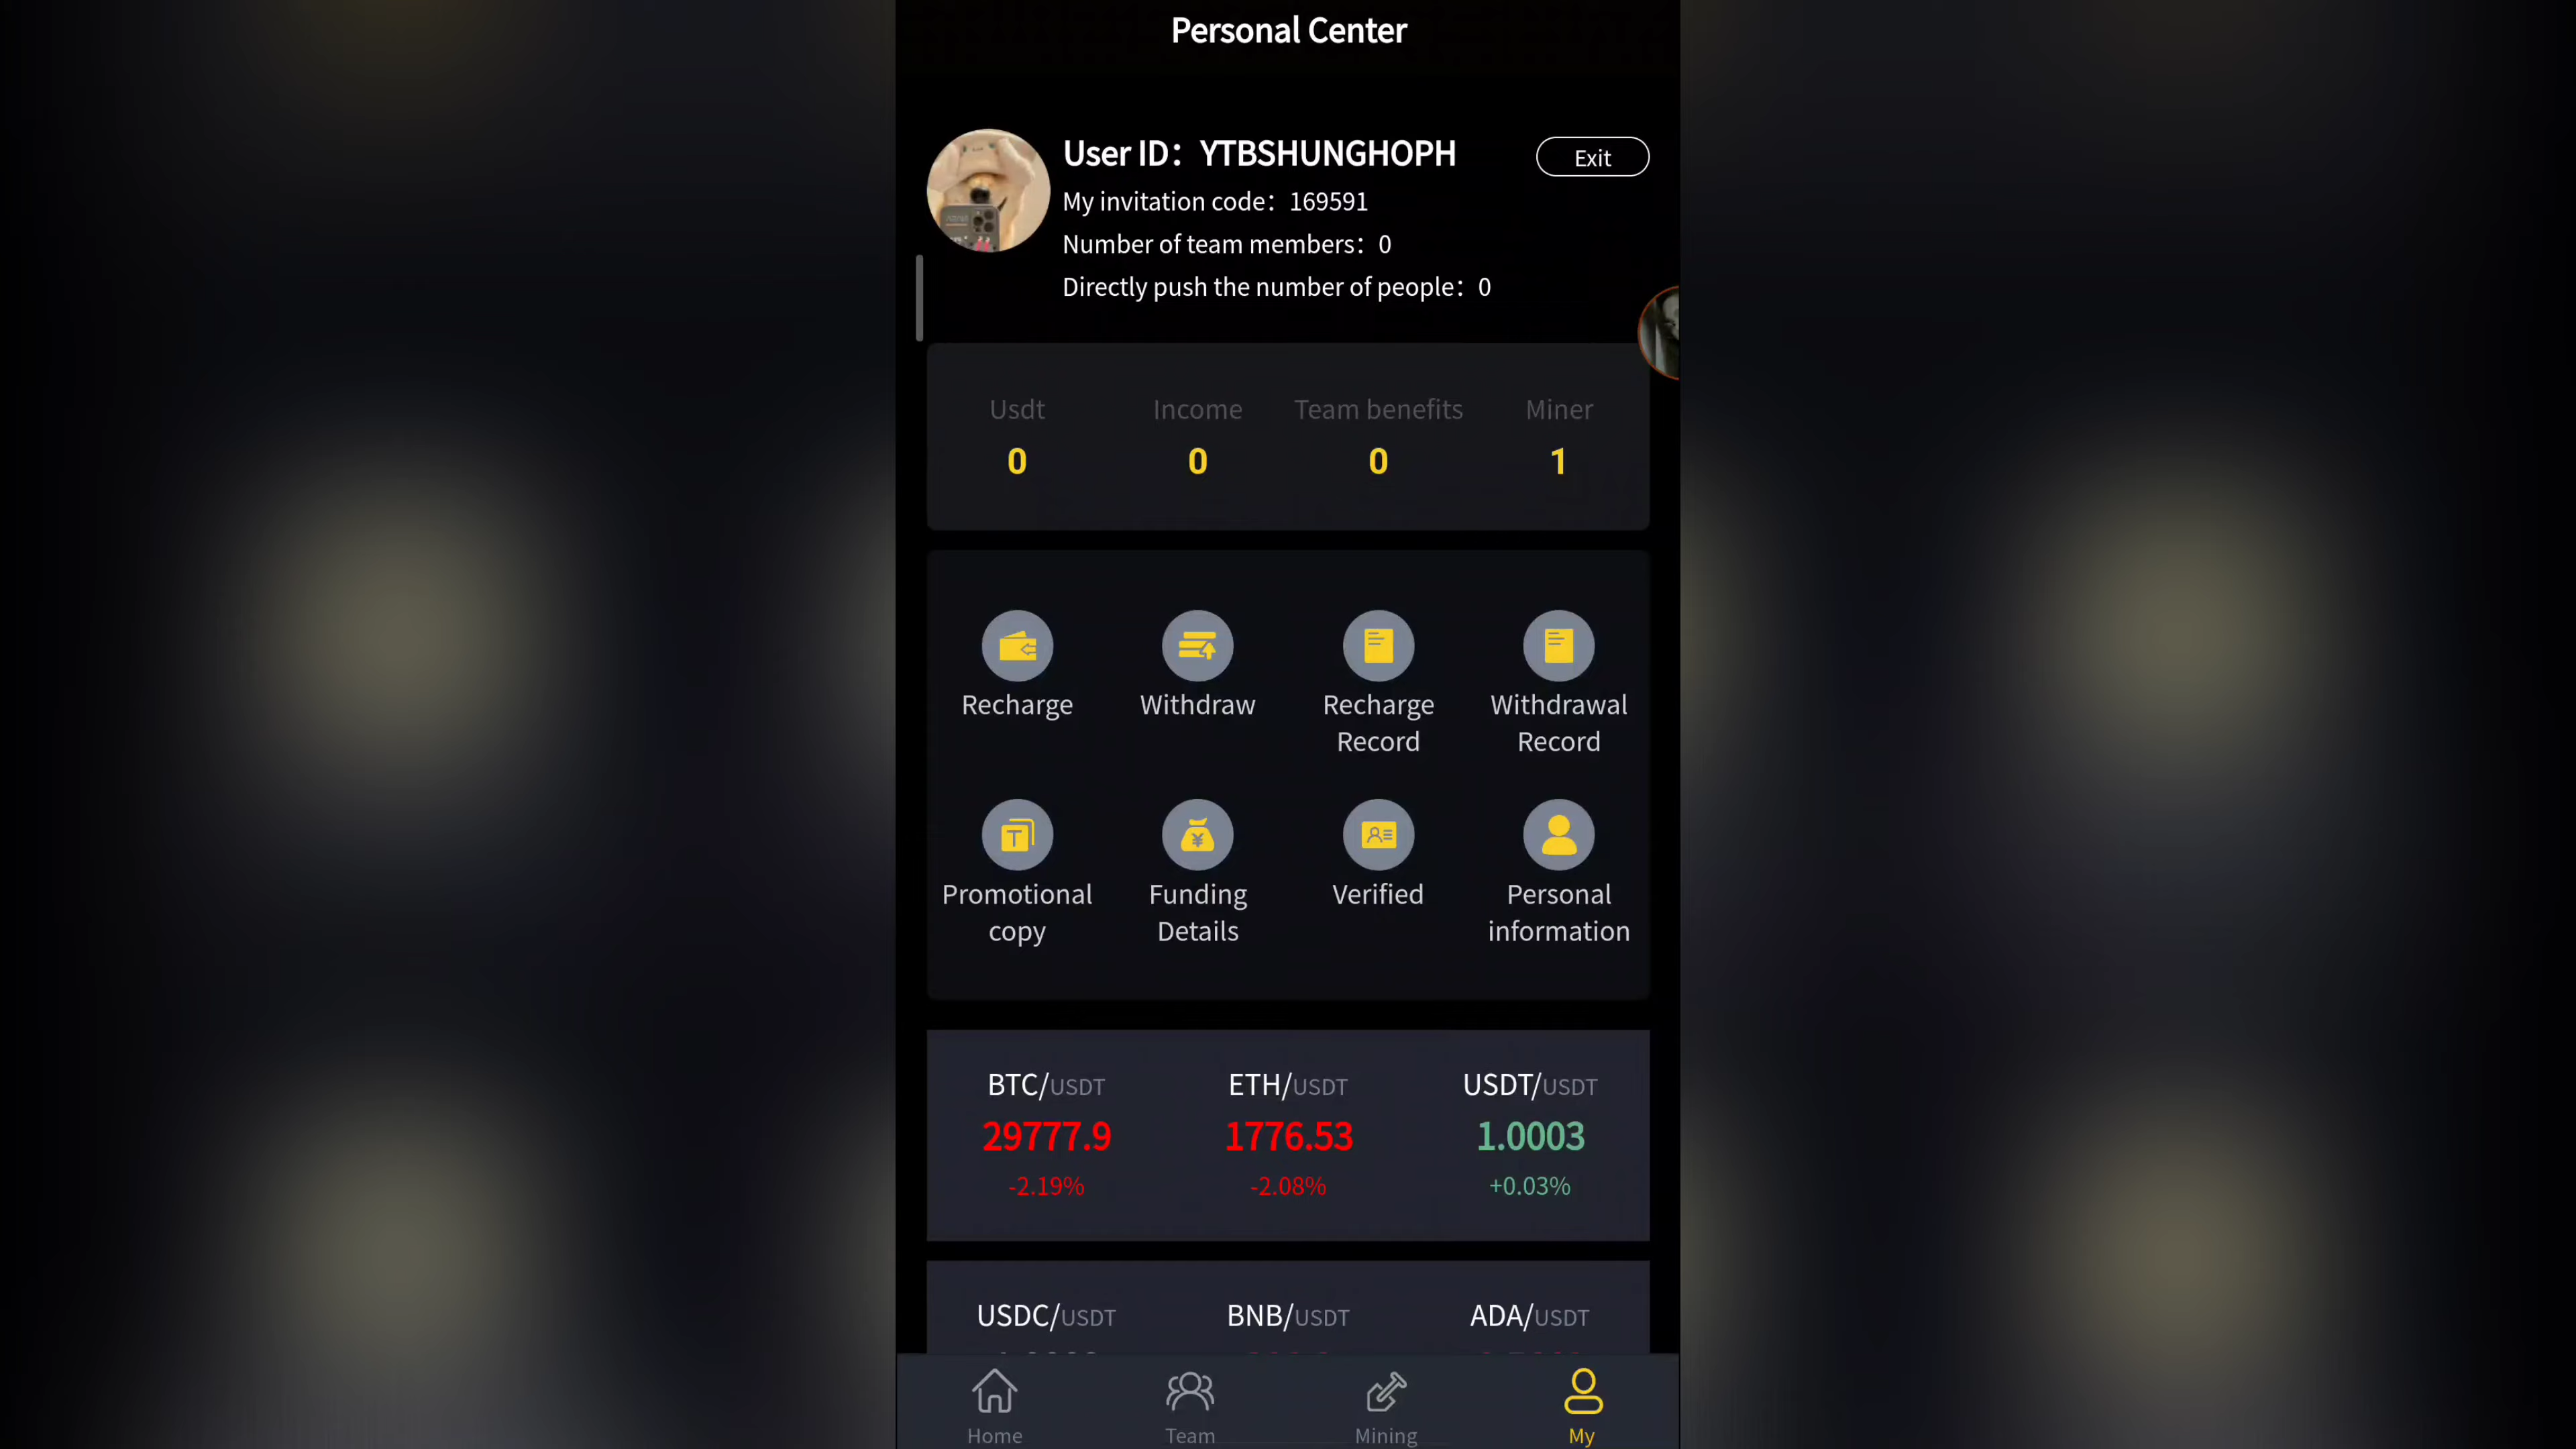 Personal Center
User ID：YTBSHUNGHOPH
Exit
My invitation code：169591
Number of team members：0
Directly push the number of people：0
Usdt Income Team benefits Miner
0 0 0 1
Recharge Withdraw Recharge Record Withdrawal Record
Promotional copy Funding Details Verified Personal information
BTC/USDT ETH/USDT USDT/USDT
29777.9 1776.53 1.0003
-2.19% -2.08% +0.03%
USDC/USDT BNB/USDT ADA/USDT
Home Team Mining My